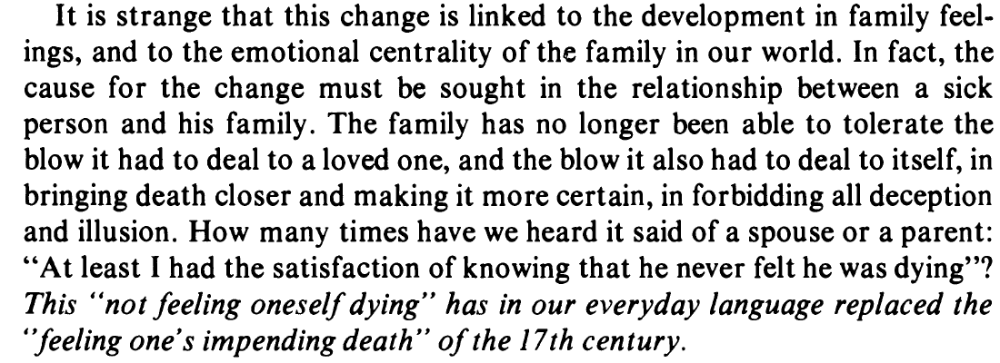 It is strange that this change is linked to the development in family feel-
ings, and to the emotional centrality of the family in our world. In fact, the
cause for the change must be sought in the relationship between a sick
person and his family. The family has no longer been able to tolerate the
blow it had to deal to a loved one, and the blow it also had to deal to itself, in
bringing death closer and making it more certain, in forbidding all deception
and illusion. How many times have we heard it said of a spouse or a parent:
“At least I had the satisfaction of knowing that he never felt he was dying”?
This “not feeling oneself dying” has in our everyday language replaced the
“feeling one's impending death” of the 17th century.